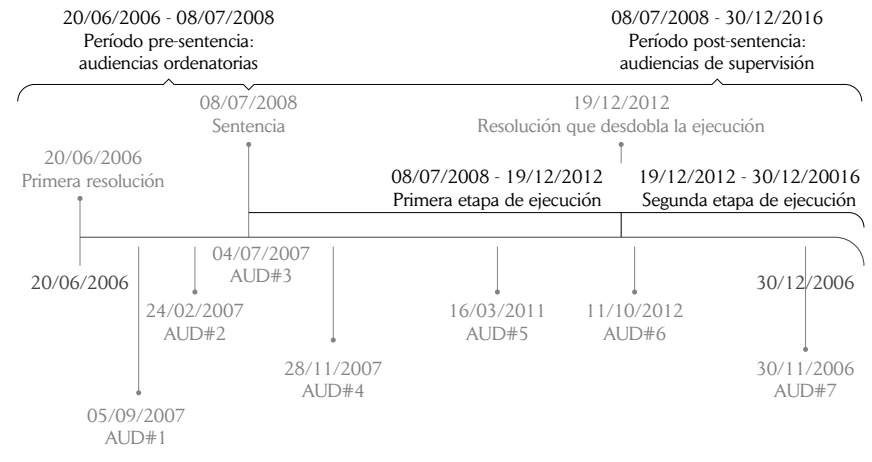 20/06/2006 - 08/07/2008
Período pre-sentencia:
audiencias ordenatorias
08/07/2008 - 30/12/2016
Período post-sentencia:
audiencias de supervisión
08/07/2008
Sentencia
19/12/2012
Resolución que desdobla la ejecución
20/06/2006
Primera resolución
08/07/2008 - 19/12/2012
Primera etapa de ejecución
19/12/2012 - 30/12/20016
Segunda etapa de ejecución
20/06/2006
04/07/2007
AUD#3
30/12/2006
24/02/2007
AUD#2
16/03/2011
AUD#5
11/10/2012
AUD#6
28/11/2007
AUD#4
30/11/2006
AUD#7
05/09/2007
AUD#1